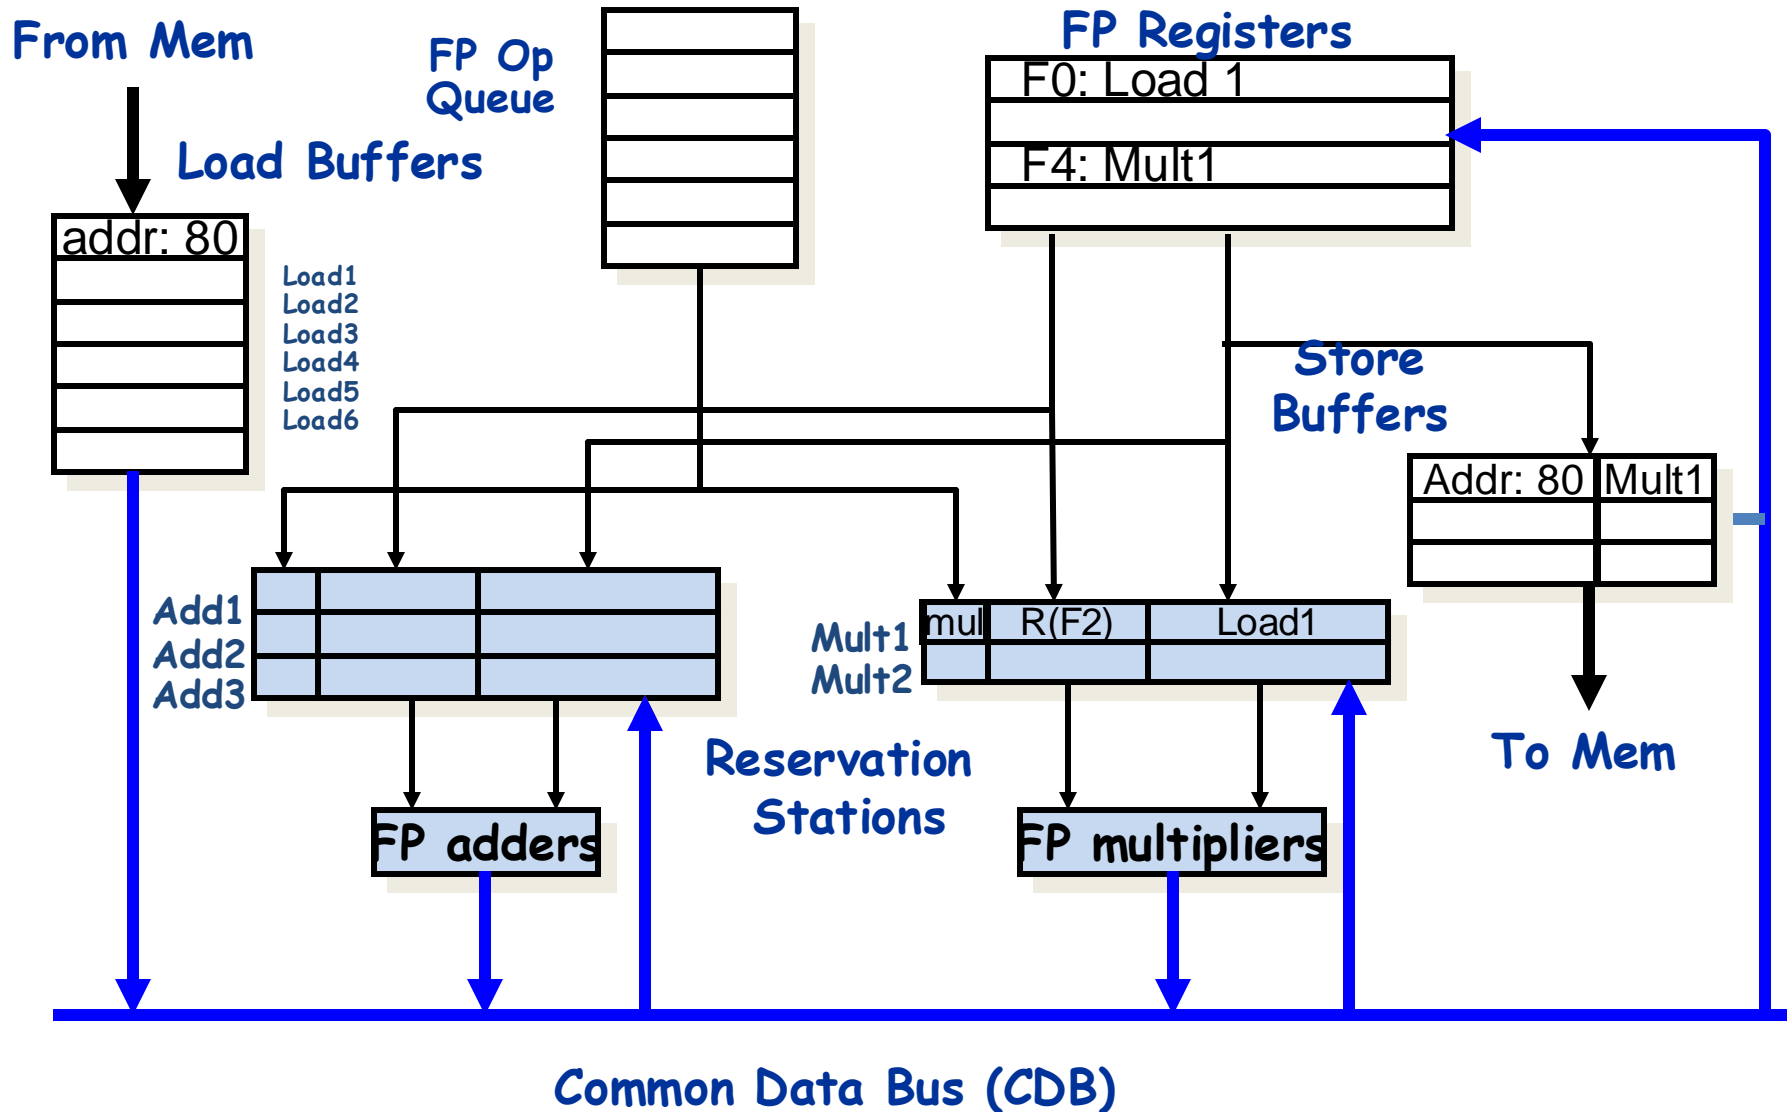 From Mem
FP Op
Queue
FP Registers
F0: Load 1
F4: Mult1
Load Buffers
addr: 80
Load1
Load2
Load3
Load4
Load5
Load6
Store
Buffers
Addr: 80 Mult1
Add1
Add2
Add3
Mult1
Mult2
mul R(F2) Load1
Reservation
Stations
To Mem
FP adders
FP multipliers
Common Data Bus (CDB)